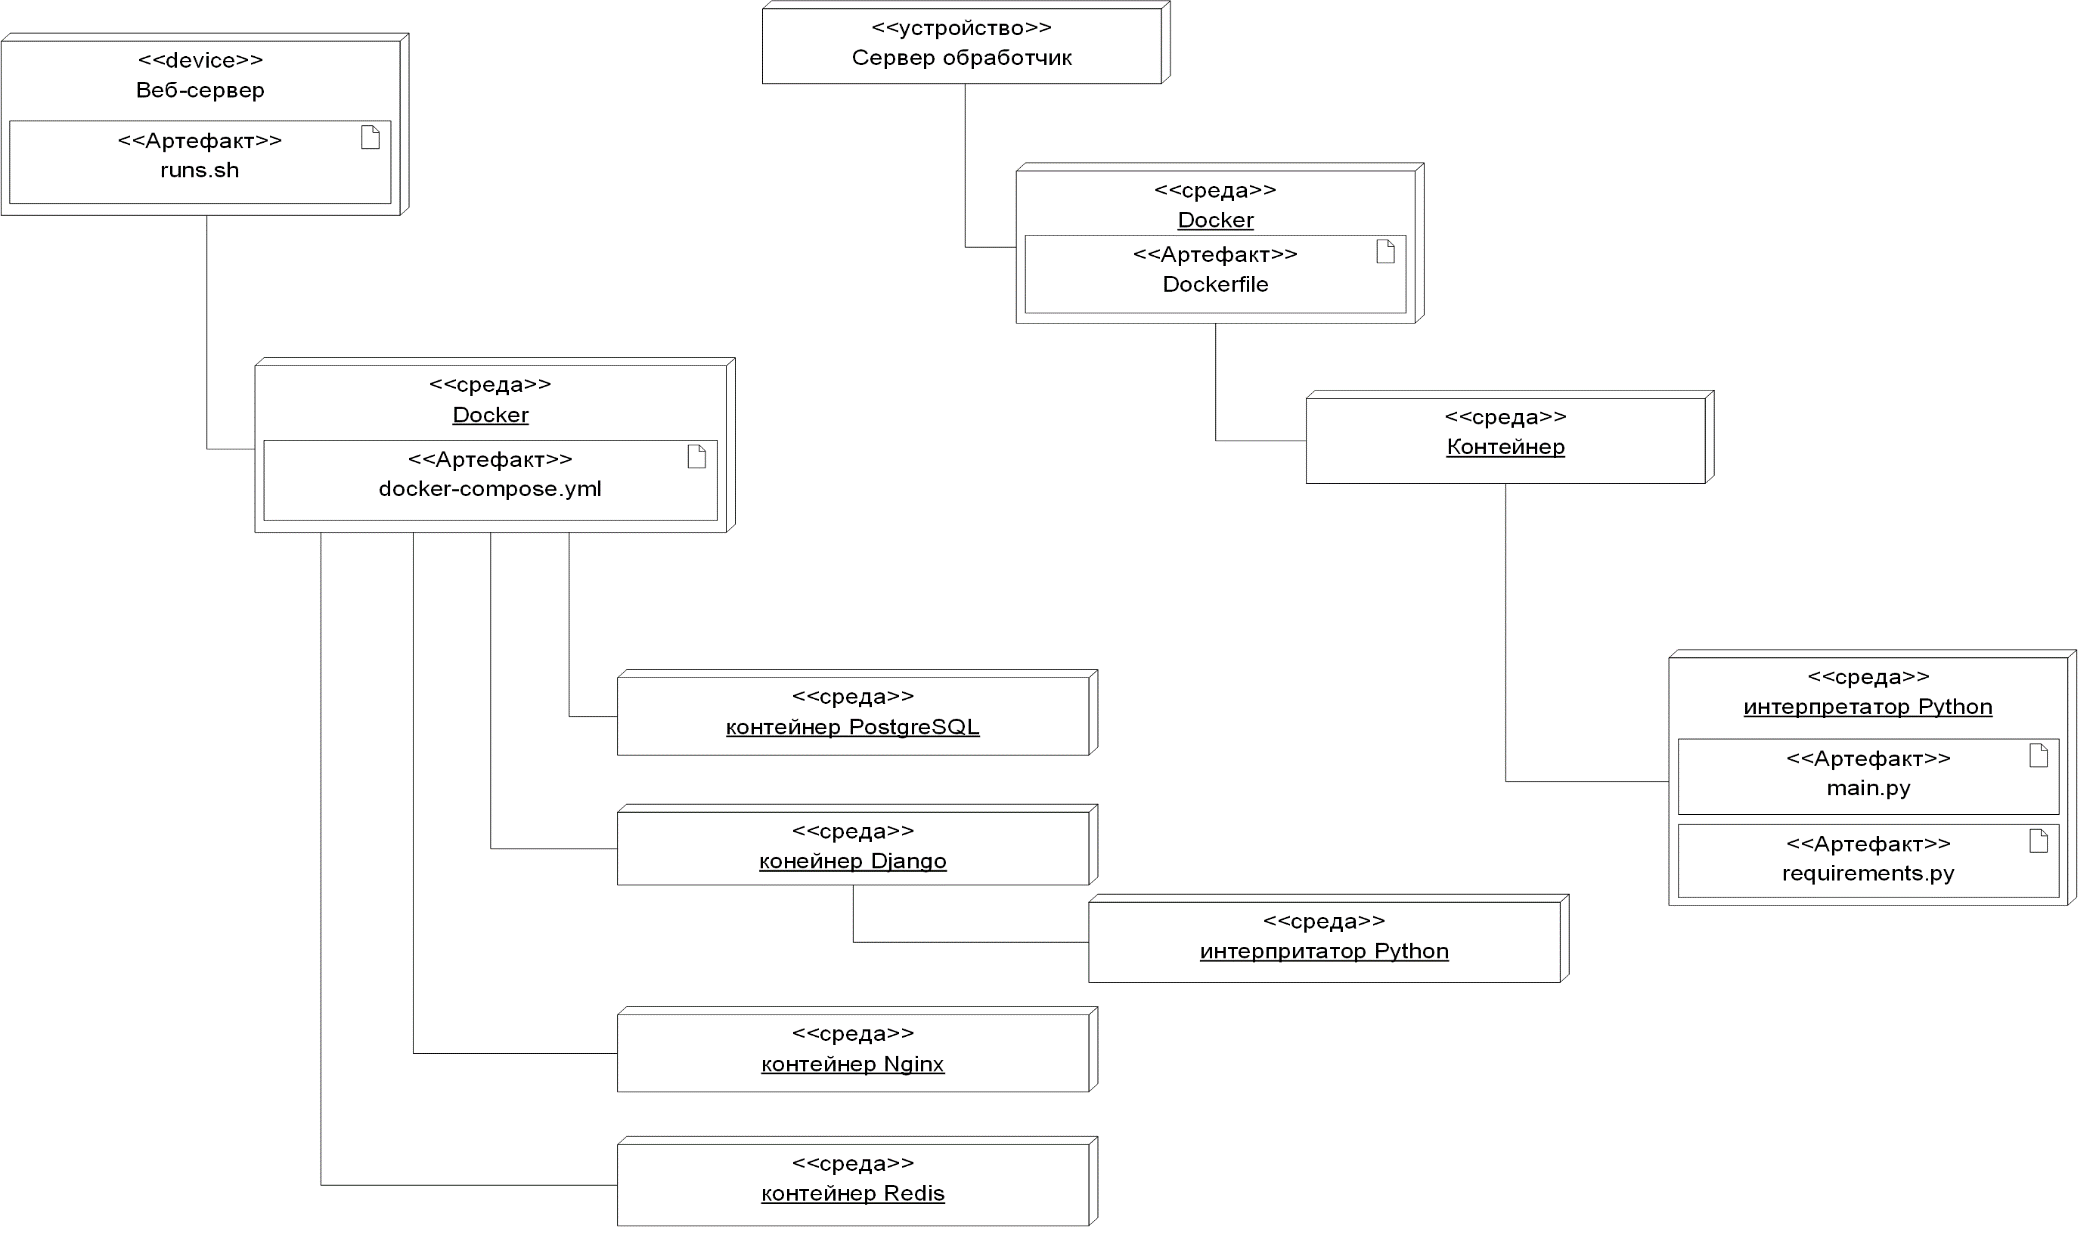 <<device>>
Веб-сервер
<<Артефакт>>
runs.sh
<<устройство>>
Сервер обработчик
<<среда>>
Docker
<<Артефакт>>
Dockerfile
<<среда>>
Docker
<<Артефакт>>
docker-compose.yml
<<среда>>
Контейнер
<<среда>>
контейнер PostgreSQL
<<среда>>
конейнер Django
<<среда>>
интерпритатор Python
<<среда>>
контейнер Nginx
<<среда>>
контейнер Redis
<<среда>>
интерпретатор Python
<<Артефакт>>
main.py
<<Артефакт>>
requirements.py